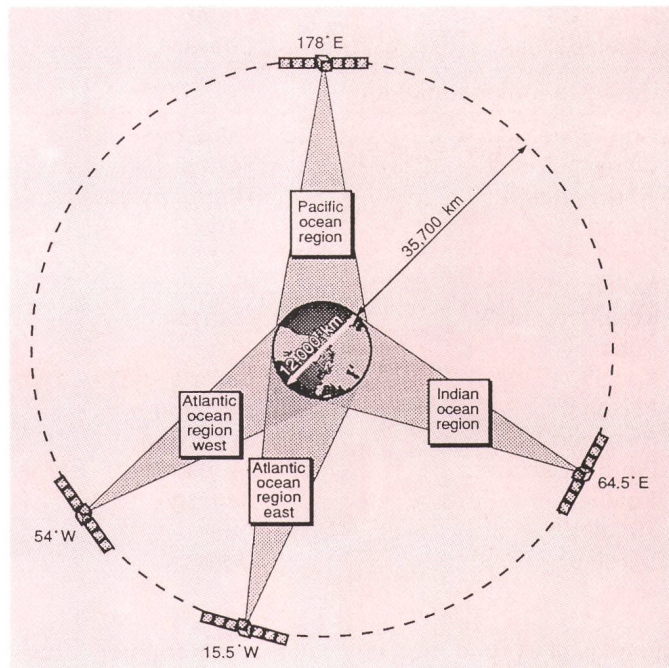 178°E
Pacific
ocean
region
35,700 km
12,000 km
Atlantic
ocean
region
west
Indian
ocean
region
Atlantic
ocean
region
east
64.5°E
54°W
15.5°W